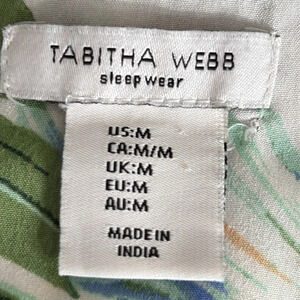 TABITHA WEBB
sleepwear
US:M
CA:M/M
UK:M
EU:M
AU:M
MADE IN
INDIA